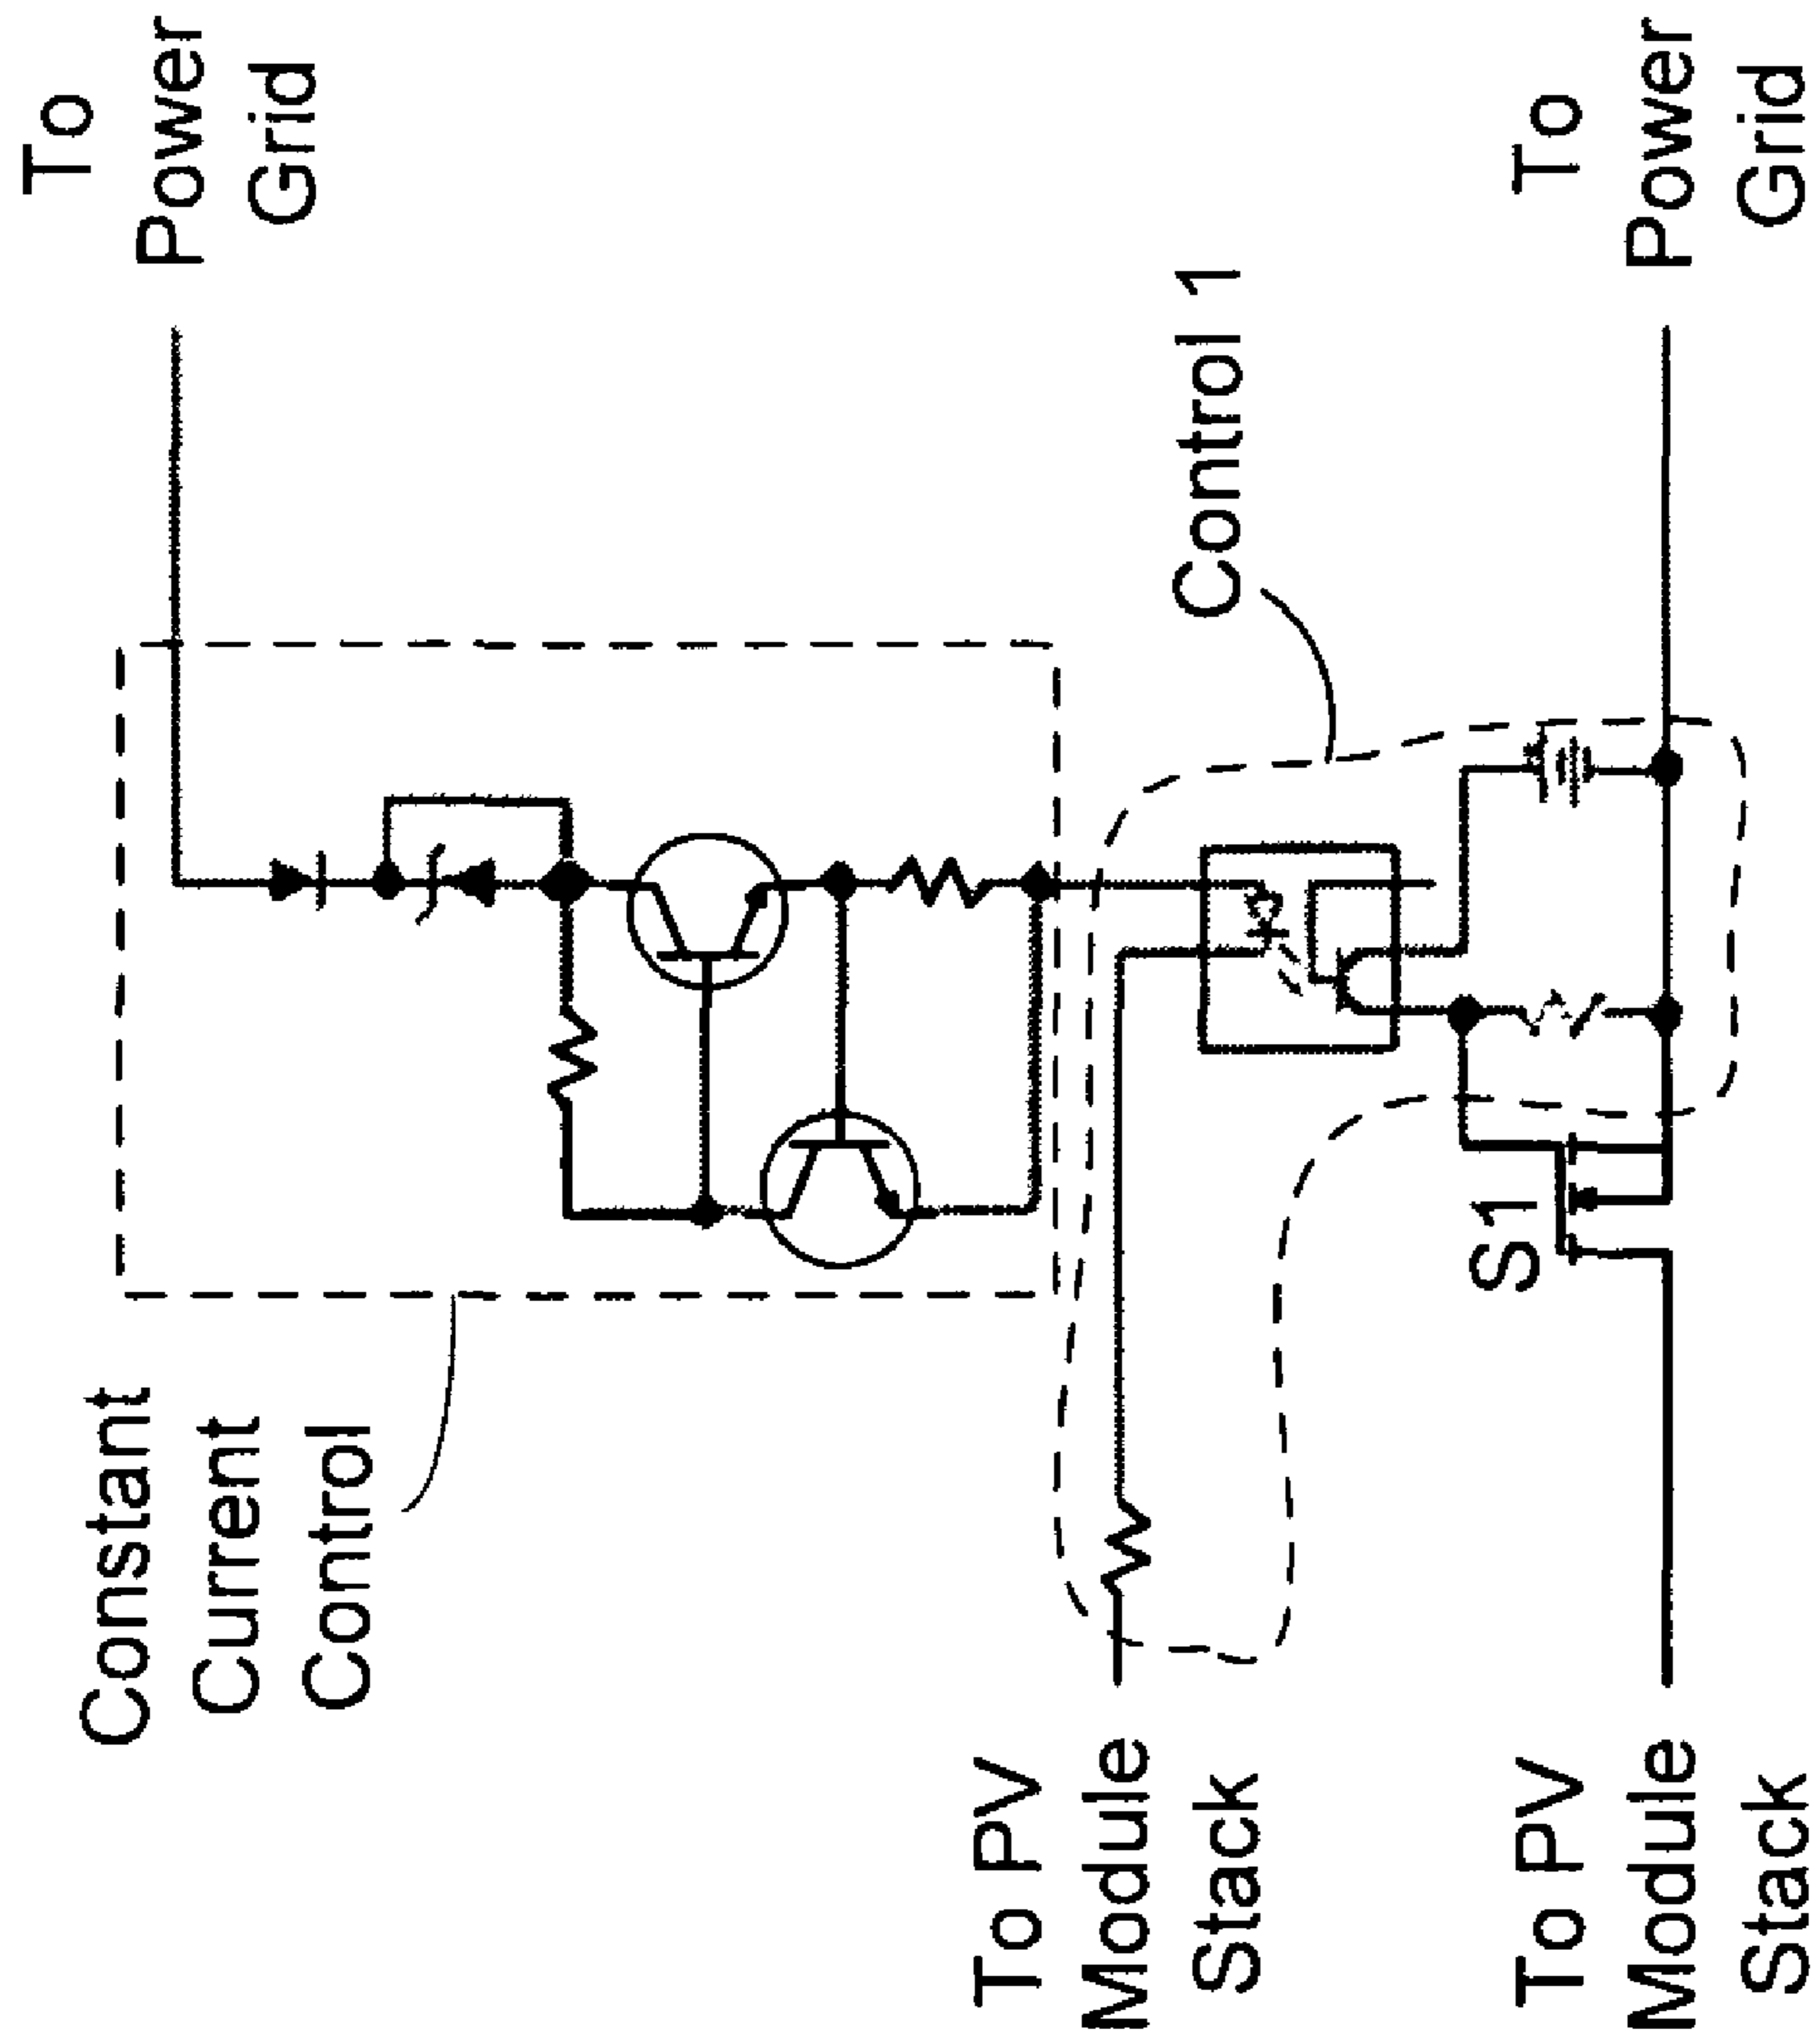 Constant
Current
Control
To
Power
Grid
To PV
Module
Stack
Control 1
To PV
Module
Stack
S1
To
Power
Grid